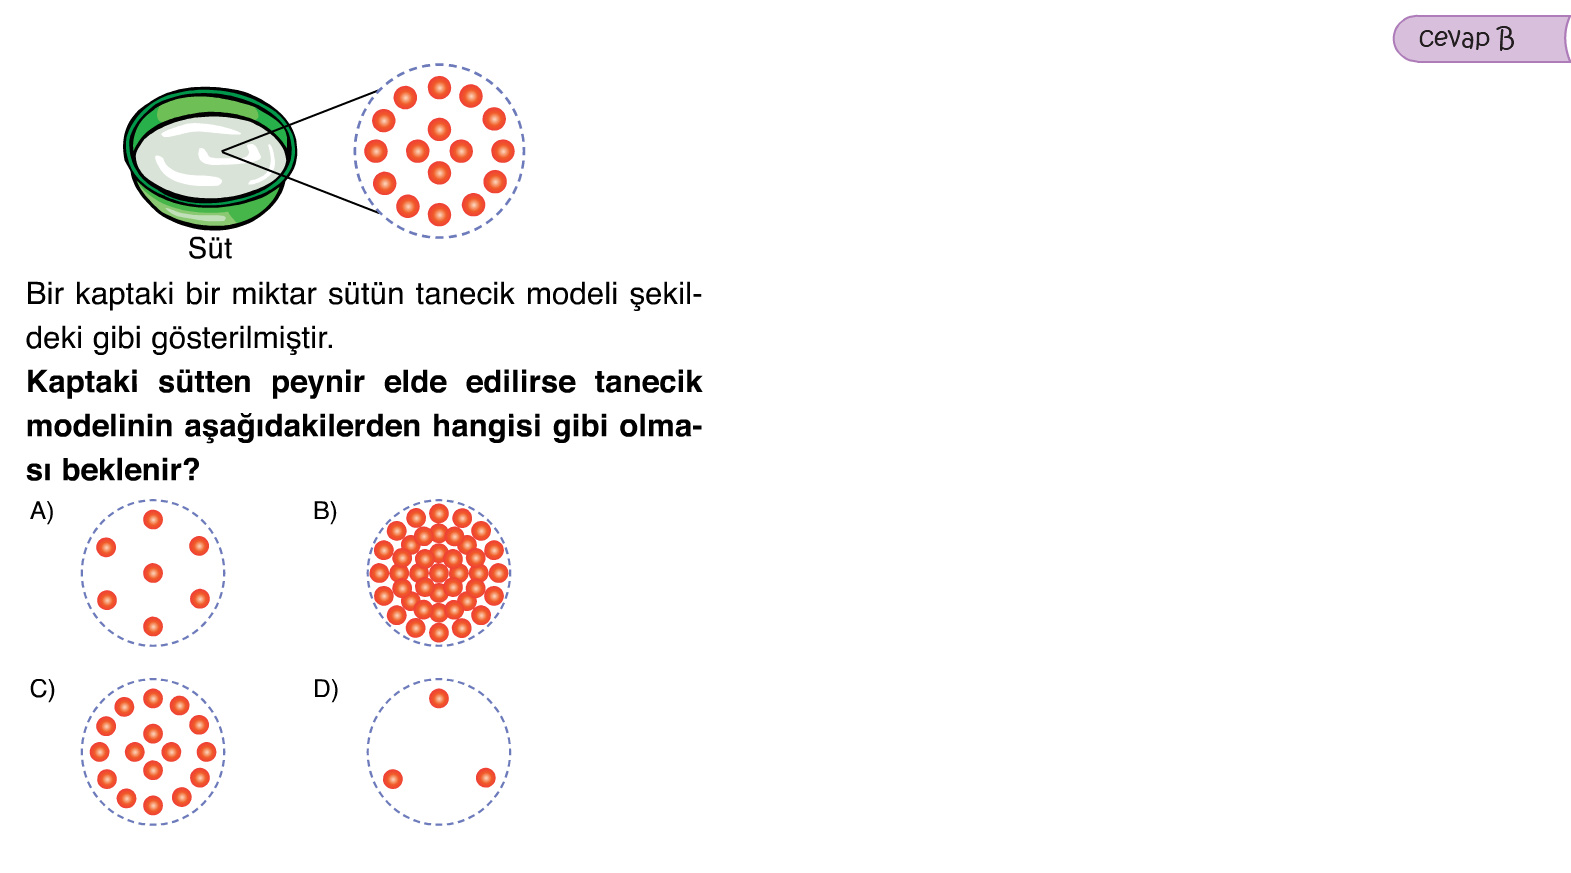 cevap B
Süt
Bir kaptaki bir miktar sütün tanecik modeli şekil-
deki gibi gösterilmiştir.
Kaptaki sütten peynir elde edilirse tanecik
modelinin aşağıdakilerden hangisi gibi olma-
sı beklenir?
A) B)
C) D)